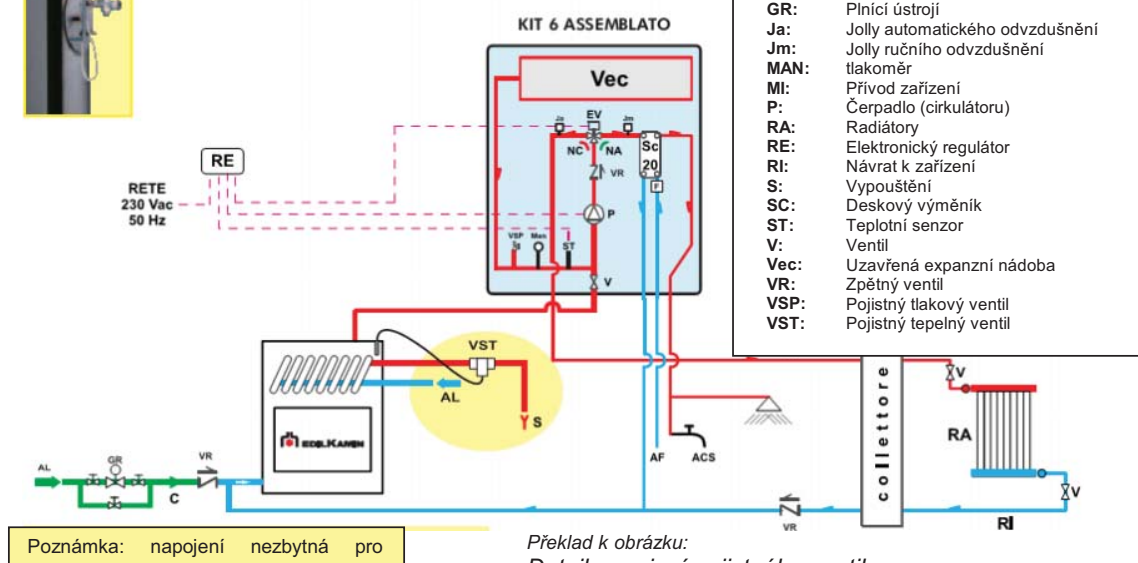 KIT 6 ASSEMBLATO
Vec
Ja
EV
Jm
NC
NA
Sc
20
F
VR
P
VSP
Man
ST
V
RE
RETE
230 Vac
50 Hz
VST
AL
S
EDILKAMIN
AL
GR
VR
C
AF
ACS
VR
collettore
V
RA
V
RI
GR: Plnící ústrojí
Ja: Jolly automatického odvzdušnění
Jm: Jolly ručního odvzdušnění
MAN: tlakoměr
MI: Přívod zařízení
P: Čerpadlo (cirkulátoru)
RA: Radiátory
RE: Elektronický regulátor
RI: Návrat k zařízení
S: Vypouštění
SC: Deskový výměník
ST: Teplotní senzor
V: Ventil
Vec: Uzavřená expanzní nádoba
VR: Zpětný ventil
VSP: Pojistný tlakový ventil
VST: Pojistný tepelný ventil
Poznámka: napojení nezbytná pro
Překlad k obrázku: